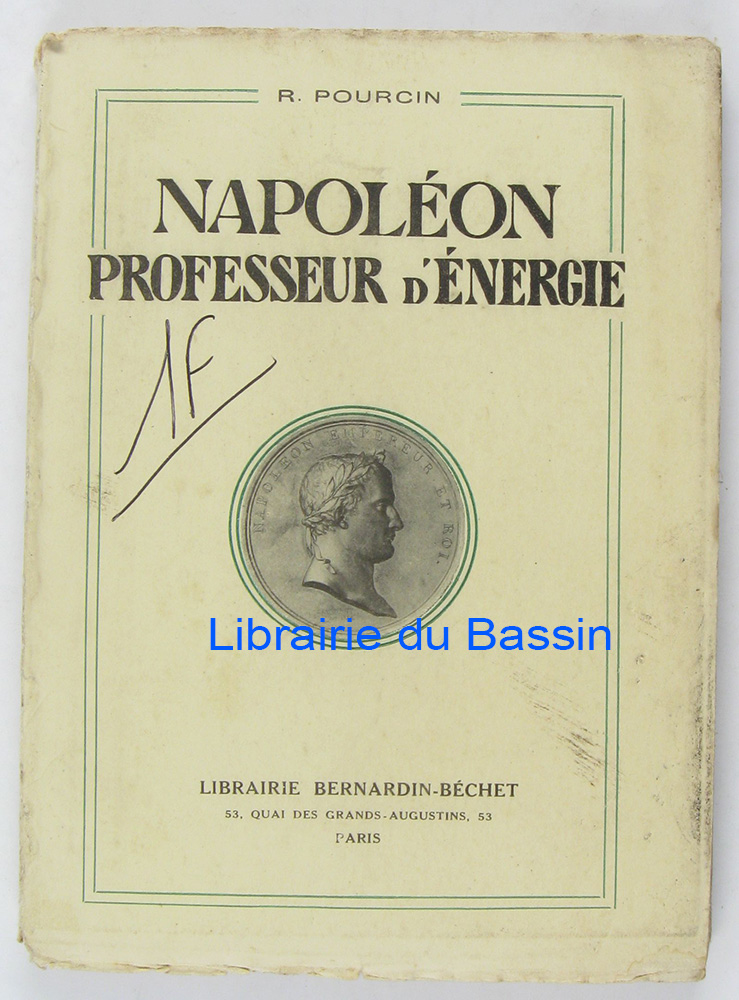 R. POURCIN
NAPOLÉON
PROFESSEUR D'ÉNERGIE
1F
NAPOLEON EMPEREUR ET ROI.
Librairie du Bassin
LIBRAIRIE BERNARDIN-BÉCHET
53, QUAI DES GRANDS-AUGUSTINS, 53
PARIS